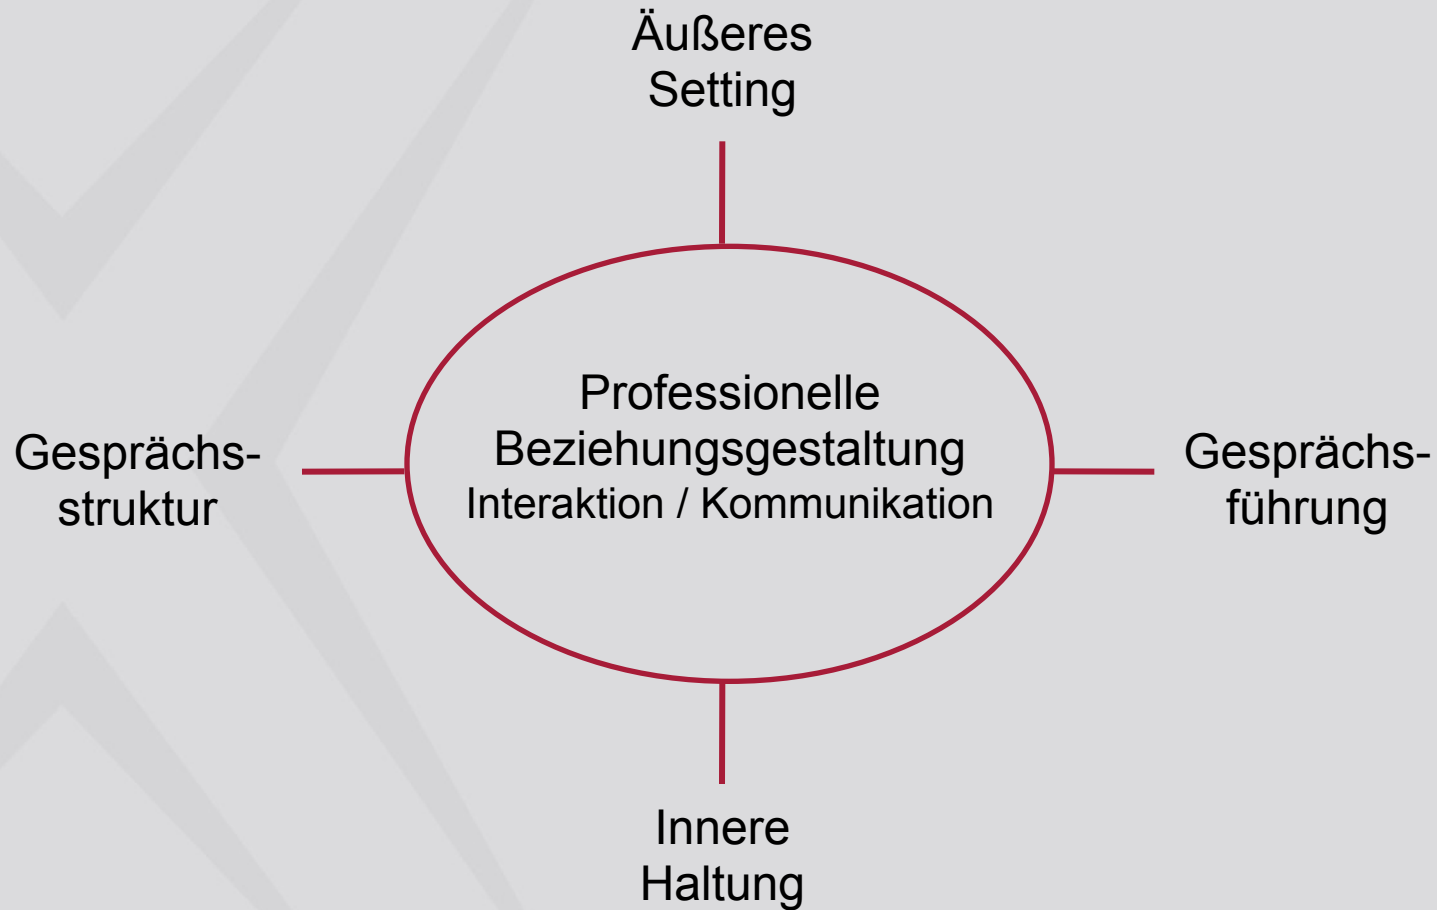 Äußeres
Setting
Professionelle
Beziehungsgestaltung
Interaktion / Kommunikation
Gesprächs-
struktur
Gesprächs-
führung
Innere
Haltung